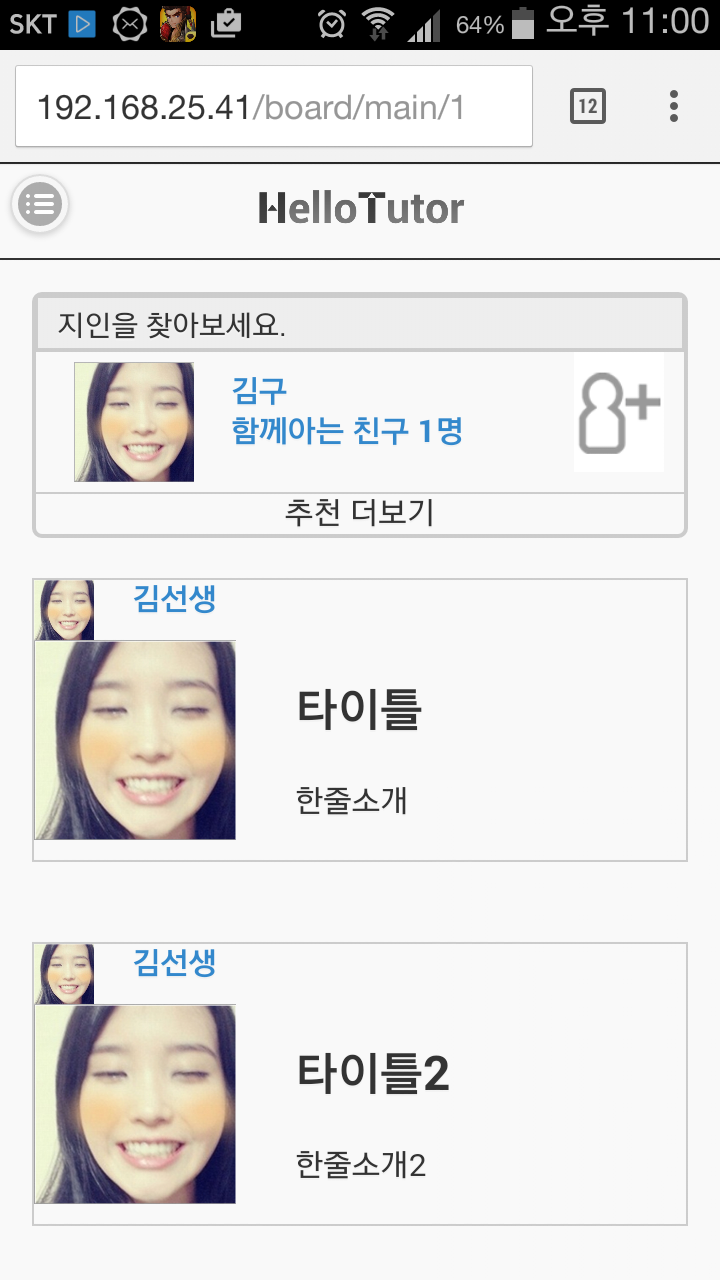 SKT 64% 오후 11:00
192.168.25.41/board/main/1 12
HelloTutor
지인을 찾아보세요.
김구
함께아는 친구 1명
추천 더보기
김선생
타이틀
한줄소개
김선생
타이틀2
한줄소개2